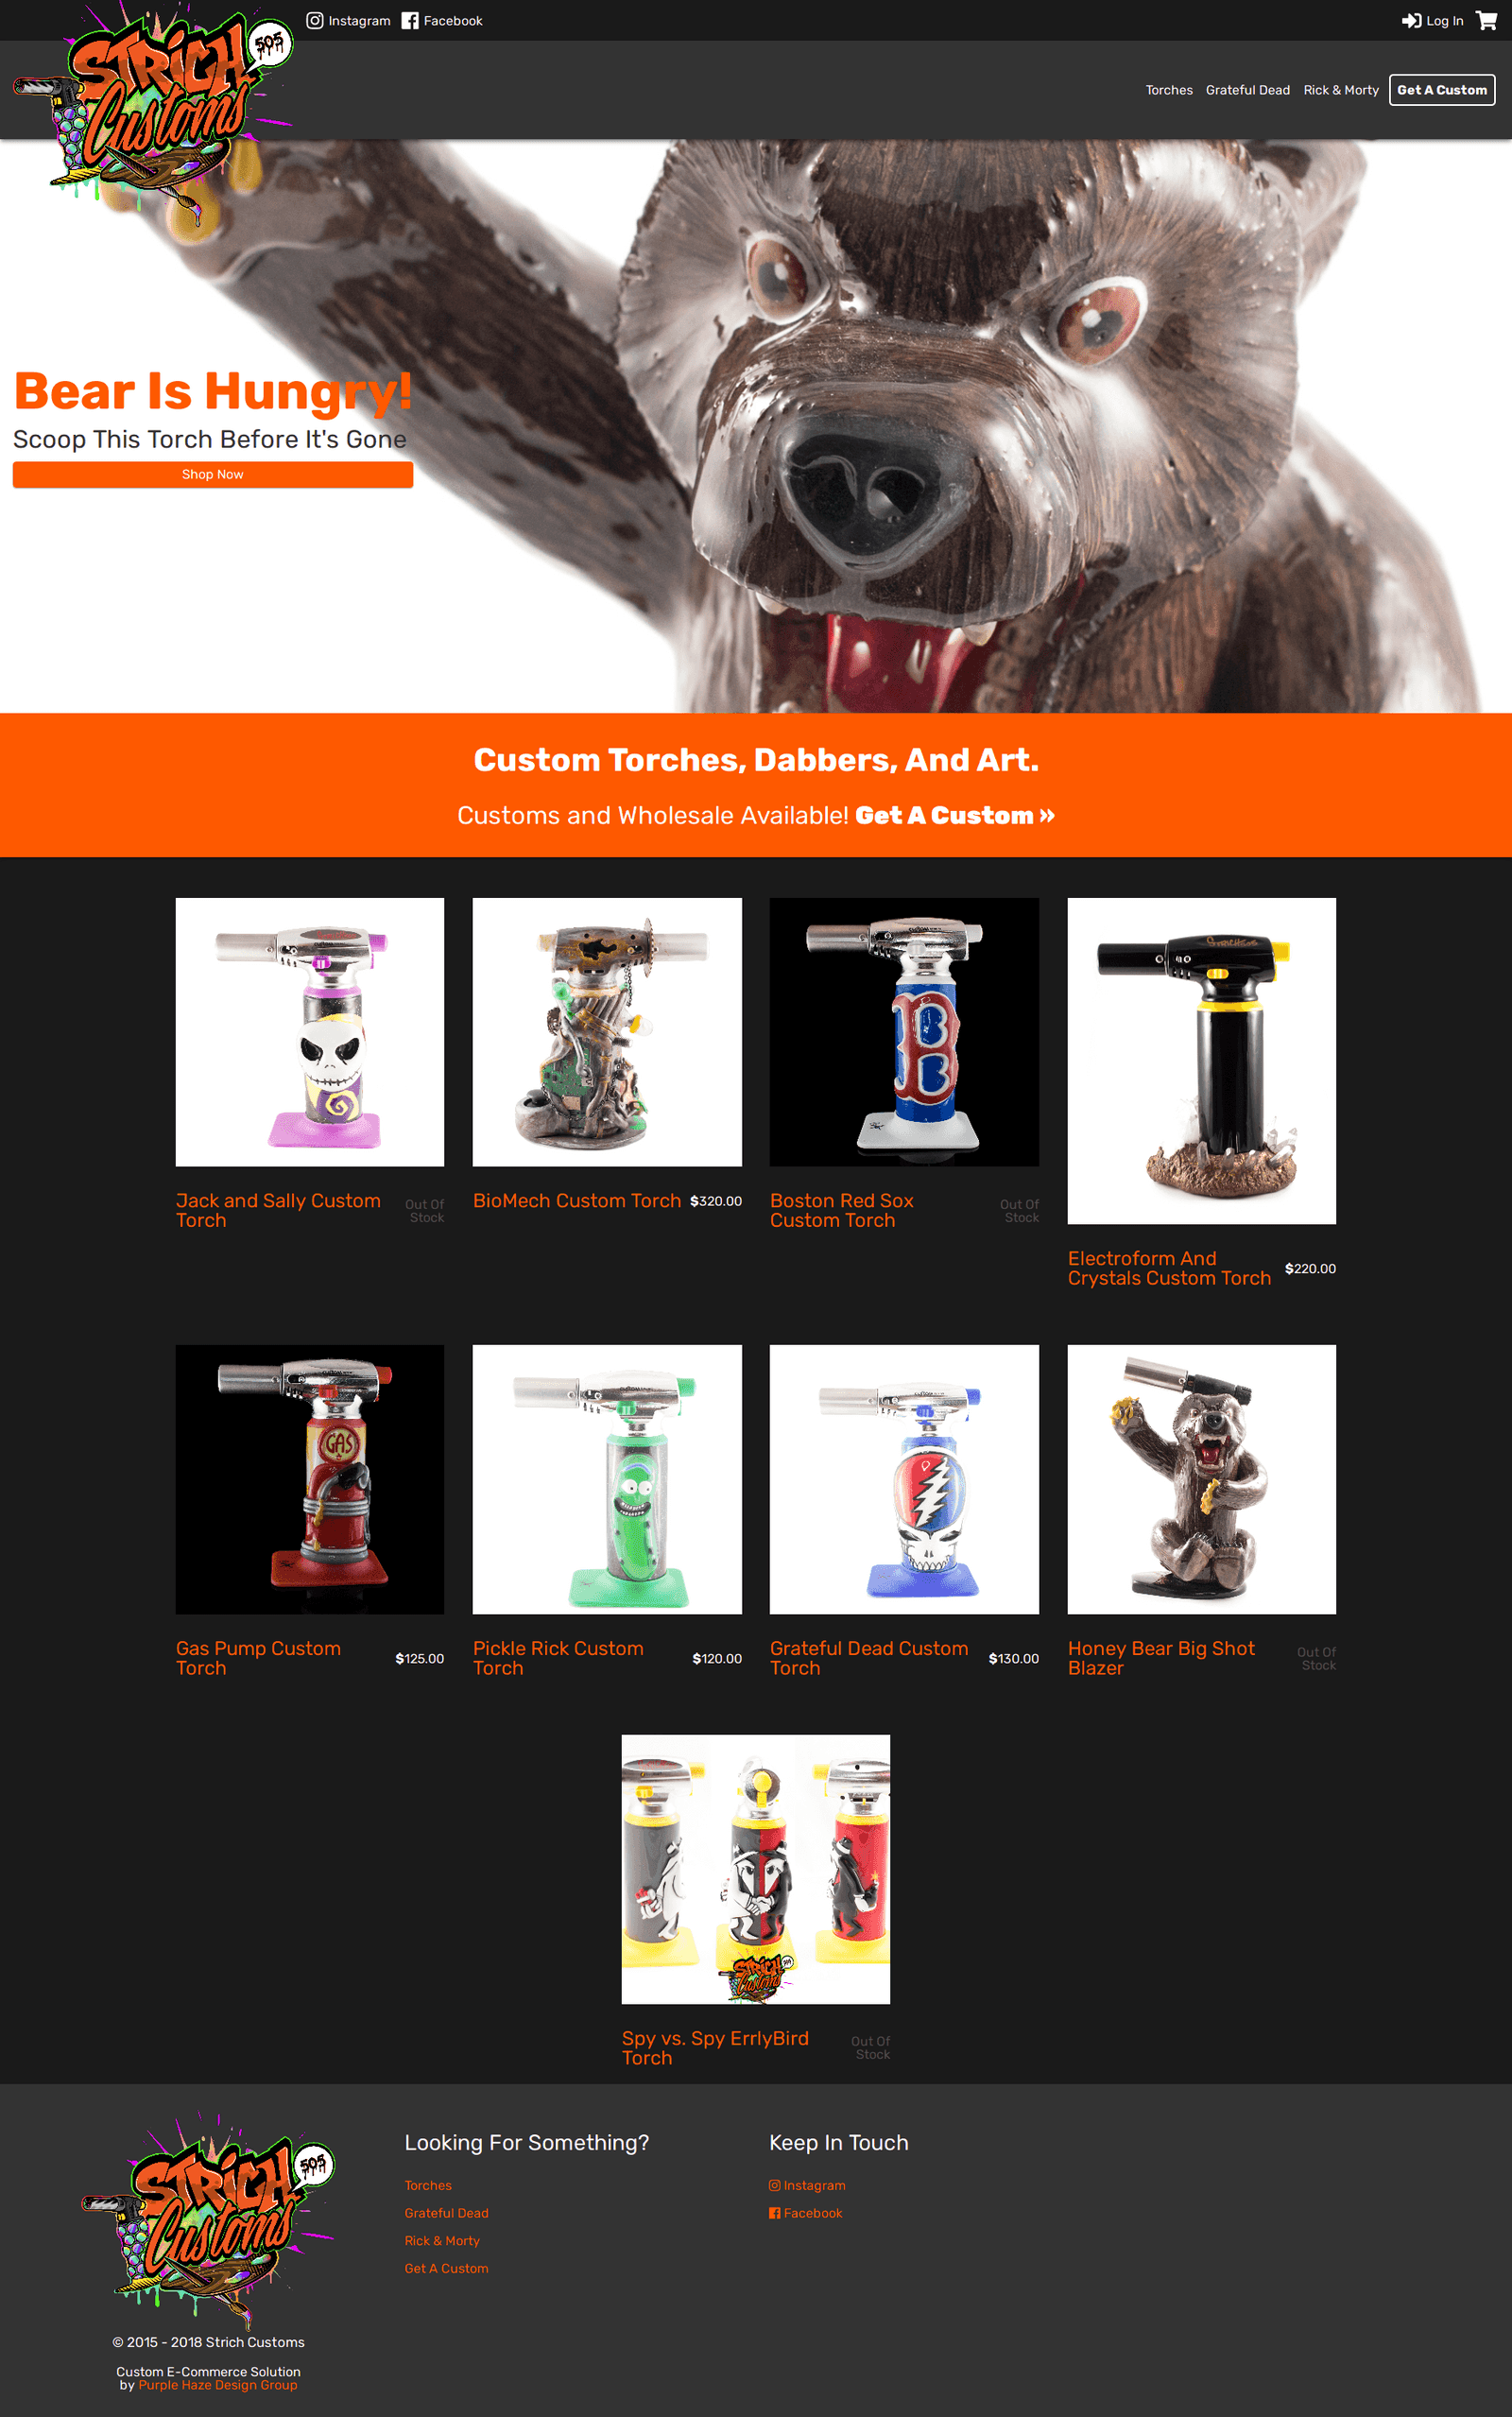 STRICH
505
Customs
Instagram
Facebook
Log In
Torches
Grateful Dead
Rick & Morty
Get A Custom
Bear Is Hungry!
Scoop This Torch Before It's Gone
Shop Now
Custom Torches, Dabbers, And Art.
Customs and Wholesale Available! Get A Custom »
B
GAS
Jack and Sally Custom
Torch
Out Of
Stock
BioMech Custom Torch
$320.00
Boston Red Sox
Custom Torch
Out Of
Stock
Electroform And
Crystals Custom Torch
$220.00
Gas Pump Custom
Torch
$125.00
Pickle Rick Custom
Torch
$120.00
Grateful Dead Custom
Torch
$130.00
Honey Bear Big Shot
Blazer
Out Of
Stock
STRICH
Customs
Spy vs. Spy ErrlyBird
Torch
Out Of
Stock
STRICH
505
Customs
© 2015 - 2018 Strich Customs
Custom E-Commerce Solution
by Purple Haze Design Group
Looking For Something?
Torches
Grateful Dead
Rick & Morty
Get A Custom
Keep In Touch
Instagram
Facebook